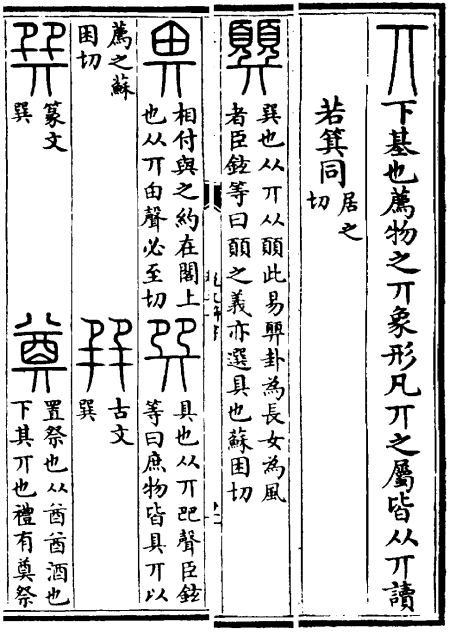 丌 下基也薦物之丌象形凡丌之屬皆从丌讀
若箕同 居之
切
顨 巽也从丌从此易顨卦為長女為風
者臣鉉等曰之義亦選具也蘇困切
畀 相付與之約在閣上
也从丌甶聲必至切
巽 具也从丌𠨎聲臣鉉
等曰庶物皆具丌以
薦之蘇
困切
古文
巽
篆文
巽
奠 置祭也从酋酋酒也
下其丌也禮有奠祭